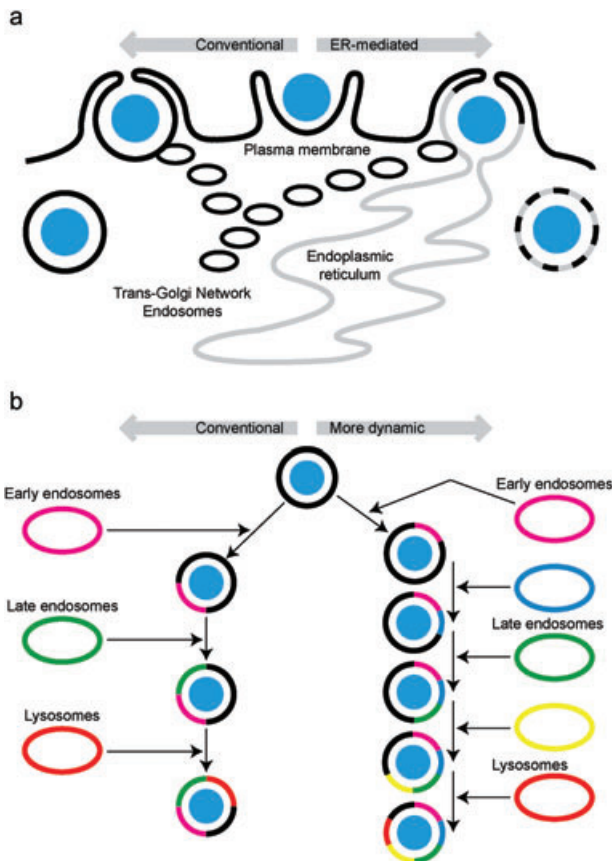 a
Conventional ER-mediated
Plasma membrane
Endoplasmic
reticulum
Trans-Golgi Network
Endosomes
b
Conventional More dynamic
Early endosomes
Early endosomes
Late endosomes
Late endosomes
Lysosomes
Lysosomes